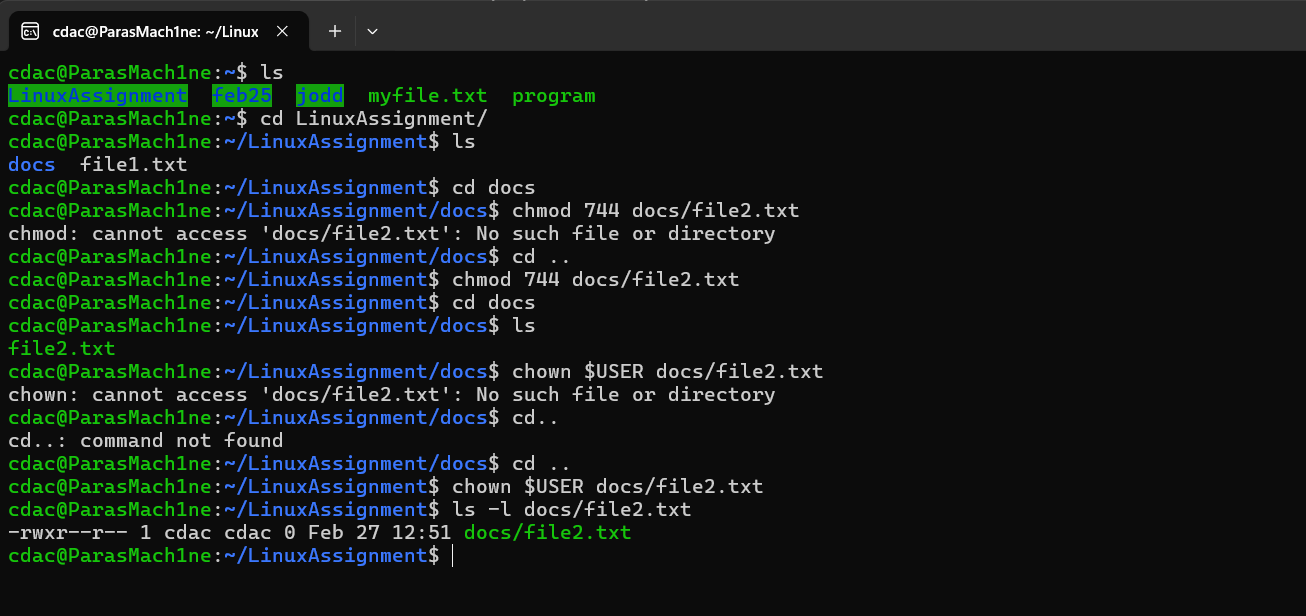 cdac@ParasMach1ne: ~/Linux
cdac@ParasMach1ne:~$ ls
LinuxAssignment  feb25  jodd  myfile.txt  program
cdac@ParasMach1ne:~$ cd LinuxAssignment/
cdac@ParasMach1ne:~/LinuxAssignment$ ls
docs  file1.txt
cdac@ParasMach1ne:~/LinuxAssignment$ cd docs
cdac@ParasMach1ne:~/LinuxAssignment/docs$ chmod 744 docs/file2.txt
chmod: cannot access 'docs/file2.txt': No such file or directory
cdac@ParasMach1ne:~/LinuxAssignment/docs$ cd ..
cdac@ParasMach1ne:~/LinuxAssignment$ chmod 744 docs/file2.txt
cdac@ParasMach1ne:~/LinuxAssignment$ cd docs
cdac@ParasMach1ne:~/LinuxAssignment/docs$ ls
file2.txt
cdac@ParasMach1ne:~/LinuxAssignment/docs$ chown $USER docs/file2.txt
chown: cannot access 'docs/file2.txt': No such file or directory
cdac@ParasMach1ne:~/LinuxAssignment/docs$ cd..
cd..: command not found
cdac@ParasMach1ne:~/LinuxAssignment/docs$ cd ..
cdac@ParasMach1ne:~/LinuxAssignment$ chown $USER docs/file2.txt
cdac@ParasMach1ne:~/LinuxAssignment$ ls -l docs/file2.txt
-rwxr--r-- 1 cdac cdac 0 Feb 27 12:51 docs/file2.txt
cdac@ParasMach1ne:~/LinuxAssignment$